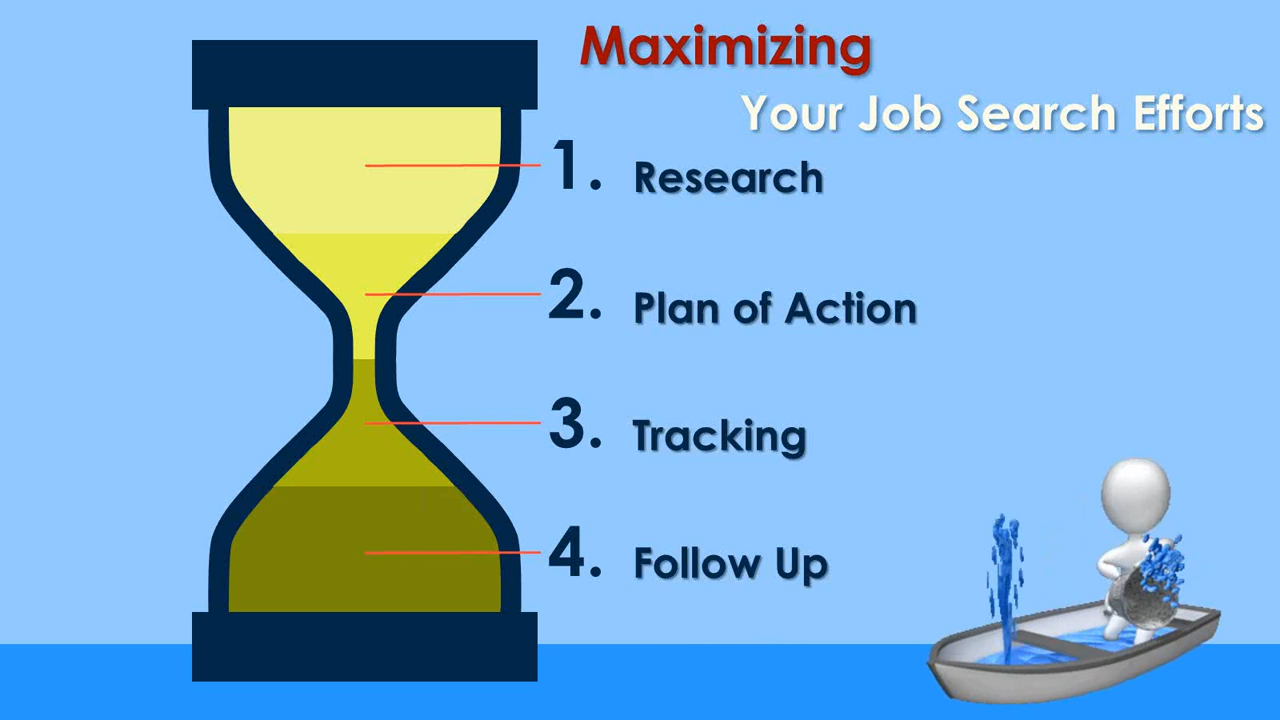 Maximizing
Your Job Search Efforts
1. Research
2. Plan of Action
3. Tracking
4. Follow Up